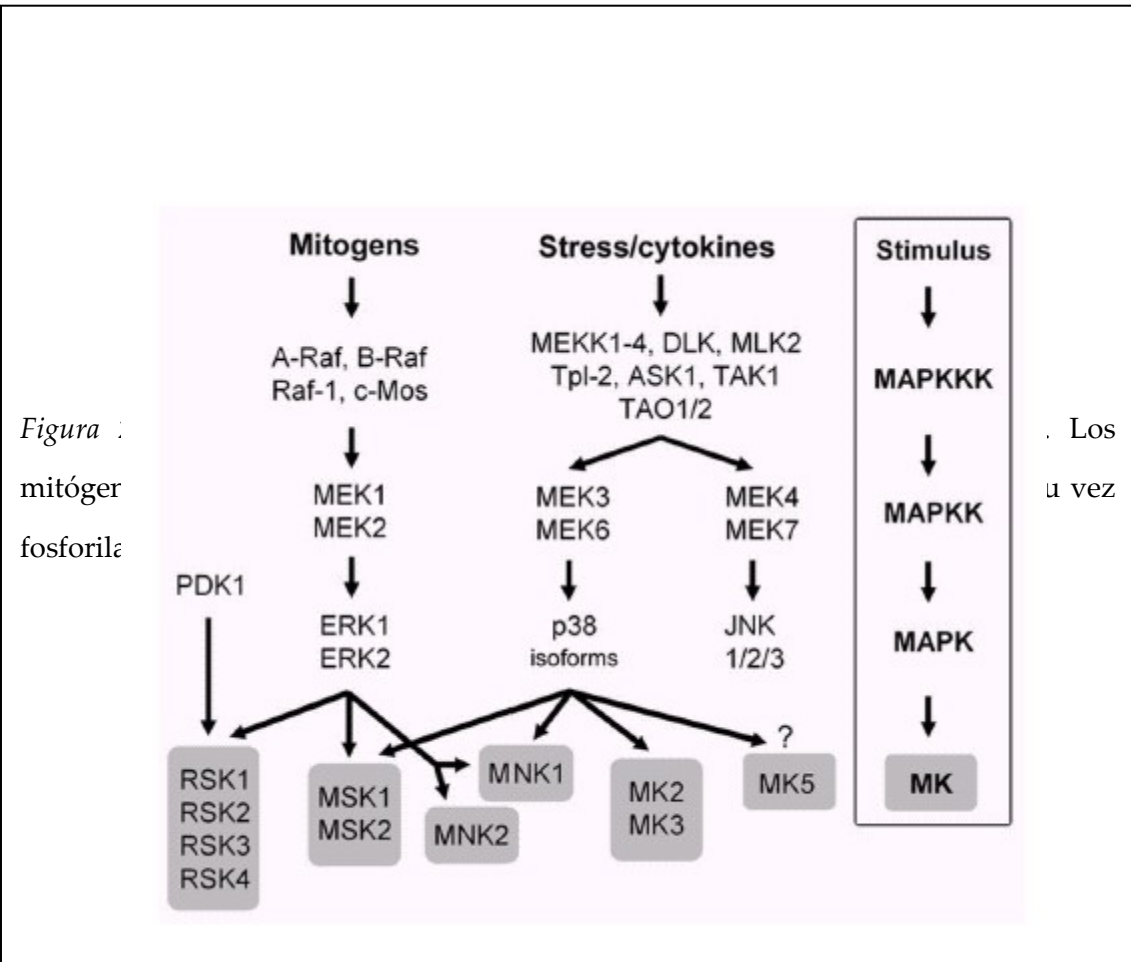 Mitogens
Stress/cytokines
Stimulus
A-Raf, B-Raf
Raf-1, c-Mos
MEKK1-4, DLK, MLK2
Tpl-2, ASK1, TAK1
TAO1/2
MAPKKK
Figura
. Los
u vez
MEK1
MEK2
MEK3
MEK6
MEK4
MEK7
MAPKK
PDK1
ERK1
ERK2
p38
isoforms
JNK
1/2/3
MAPK
?
RSK1
RSK2
RSK3
RSK4
MSK1
MSK2
MNK2
MNK1
MK2
MK3
MK5
MK